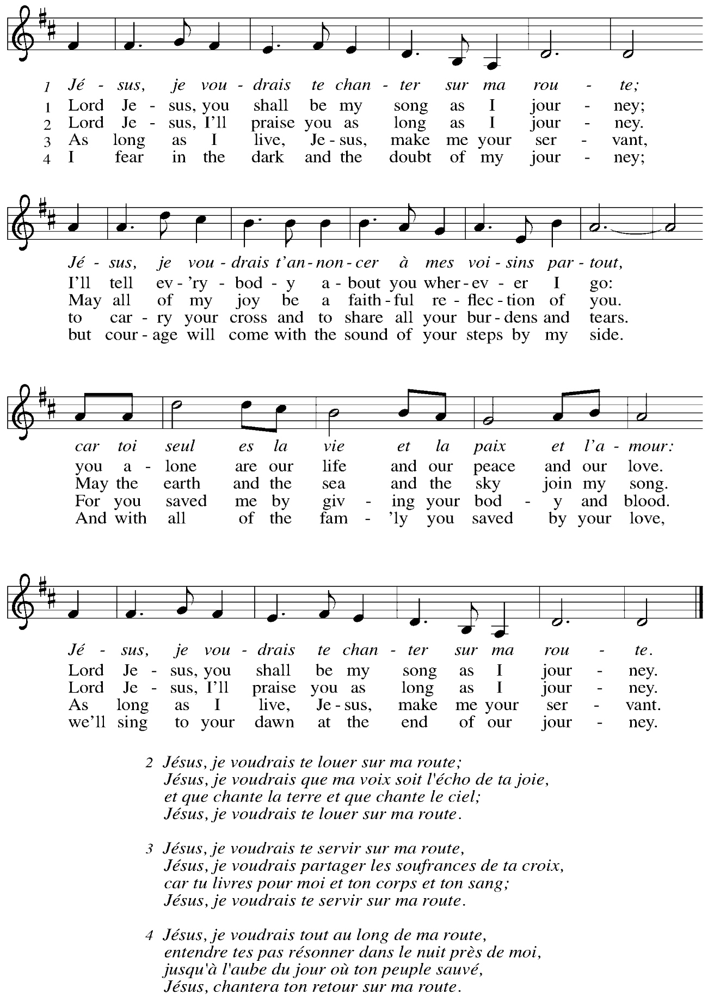 1 Jé - sus, je vou - drais te chan - ter sur ma rou - te;
1 Lord Je - sus, you shall be my song as I jour - ney;
2 Lord Je - sus, I'll praise you as long as I jour - ney.
3 As long as I live, Je - sus, make me your ser - vant,
4 I fear in the dark and the doubt of my jour - ney;
Jé - sus, je vou - drais t'an - non - cer à mes voi - sins par - tout,
I'll tell ev - 'ry - bod - y a - bout you wher - ev - er I go:
May all of my joy be a faith - ful re - flec - tion of you.
to car - ry your cross and to share all your bur - dens and tears.
but cour - age will come with the sound of your steps by my side.
car toi seul es la vie et la paix et l'a - mour:
you a - lone are our life and our peace and our love.
May the earth and the sea and the sky join my song.
For you saved me by giv - ing your bod - y and blood.
And with all of the fam - 'ly you saved by your love,
Jé - sus, je vou - drais te chan - ter sur ma rou - te.
Lord Je - sus, you shall be my song as I jour - ney.
Lord Je - sus, I'll praise you as long as I jour - ney.
As long as I live, Je - sus, make me your ser - vant.
we'll sing to your dawn at the end of our jour - ney.
2 Jésus, je voudrais te louer sur ma route;
Jésus, je voudrais que ma voix soit l'écho de ta joie,
et que chante la terre et que chante le ciel;
Jésus, je voudrais te louer sur ma route.
3 Jésus, je voudrais te servir sur ma route,
Jésus, je voudrais partager les soufrances de ta croix,
car tu livres pour moi et ton corps et ton sang;
Jésus, je voudrais te servir sur ma route.
4 Jésus, je voudrais tout au long de ma route,
entendre tes pas résonner dans le nuit près de moi,
jusqu'à l'aube du jour où ton peuple sauvé,
Jésus, chantera ton retour sur ma route.